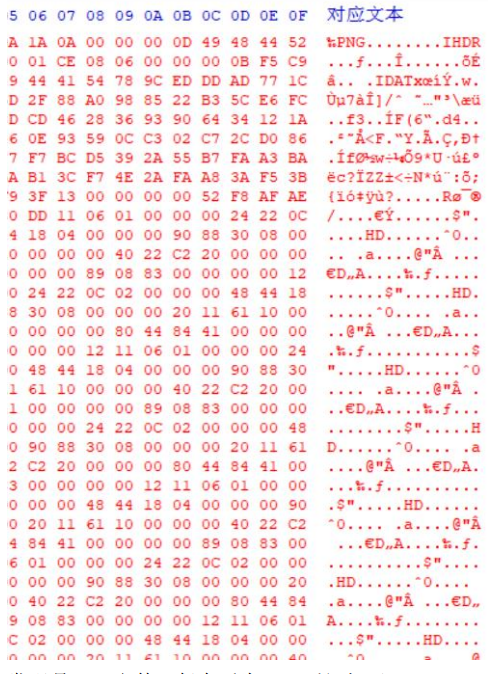 5 06 07 08 09 0A 0B 0C 0D 0E 0F 对应文本
A 1A 0A 00 00 00 0D 49 48 44 52 ‰PNG........IHDR
0 01 CE 08 06 00 00 00 0B F5 C9 ...ƒ...Î.....õÉ
9 44 41 54 78 9C ED DD AD 77 1C â.. .IDATxœíÝ.w.
D 2F 88 A0 98 85 22 B3 5C E6 FC
D CD 46 28 36 93 90 64 34 12 1A
6 0E 93 59 0C C3 02 C7 2C D0 86
7 F7 BC D5 39 2A 55 B7 FA A3 BA
A B1 3C F7 4E 2A FA A8 3A F5 3B
9 3F 13 00 00 00 00 52 F8 AF AE
0 DD 11 06 01 00 00 00 24 22 0C /....€Ý......$".
4 18 04 00 00 00 90 88 30 08 00 ....HD......ˆ0..
0 00 00 00 40 22 C2 20 00 00 00 .. .a....@"Â ...
0 00 00 89 08 83 00 00 00 00 12 €D„A....‰.ƒ.....
0 24 22 0C 02 00 00 00 48 44 18 ......$".....HD.
8 30 08 00 00 00 20 11 61 10 00 .....ˆ0.... .a..
0 00 00 00 80 44 84 41 00 00 00 ..@"Â ...€D„A...
0 00 00 12 11 06 01 00 00 00 24 .‰.ƒ...........$
0 48 44 18 04 00 00 00 90 88 30 ".....HD......ˆ0
1 61 10 00 00 00 40 22 C2 20 00 .... .a....@"Â .
1 00 00 00 00 89 08 83 00 00 00 ..€D„A....‰.ƒ...
0 00 00 24 22 0C 02 00 00 00 48 ........$".....H
0 90 88 30 08 00 00 00 20 11 61 D......ˆ0.... .a
2 C2 20 00 00 00 80 44 84 41 00 ....@"Â ...€D„A.
3 00 00 00 00 12 11 06 01 00 00 ...‰.ƒ..........
0 00 00 48 44 18 04 00 00 00 90 .$".....HD......
0 20 11 61 10 00 00 00 40 22 C2 ˆ0.... .a....@"Â
4 84 41 00 00 00 00 89 08 83 00 ...€D„A....‰.ƒ.
6 01 00 00 00 24 22 0C 02 00 00 .........$".....
0 00 00 90 88 30 08 00 00 00 20 .HD......ˆ0....
0 40 22 C2 20 00 00 00 80 44 84 .a....@"Â ...€D„
9 08 83 00 00 00 00 12 11 06 01 A....‰.ƒ........
C 02 00 00 00 48 44 18 04 00 00 ...$".....HD....